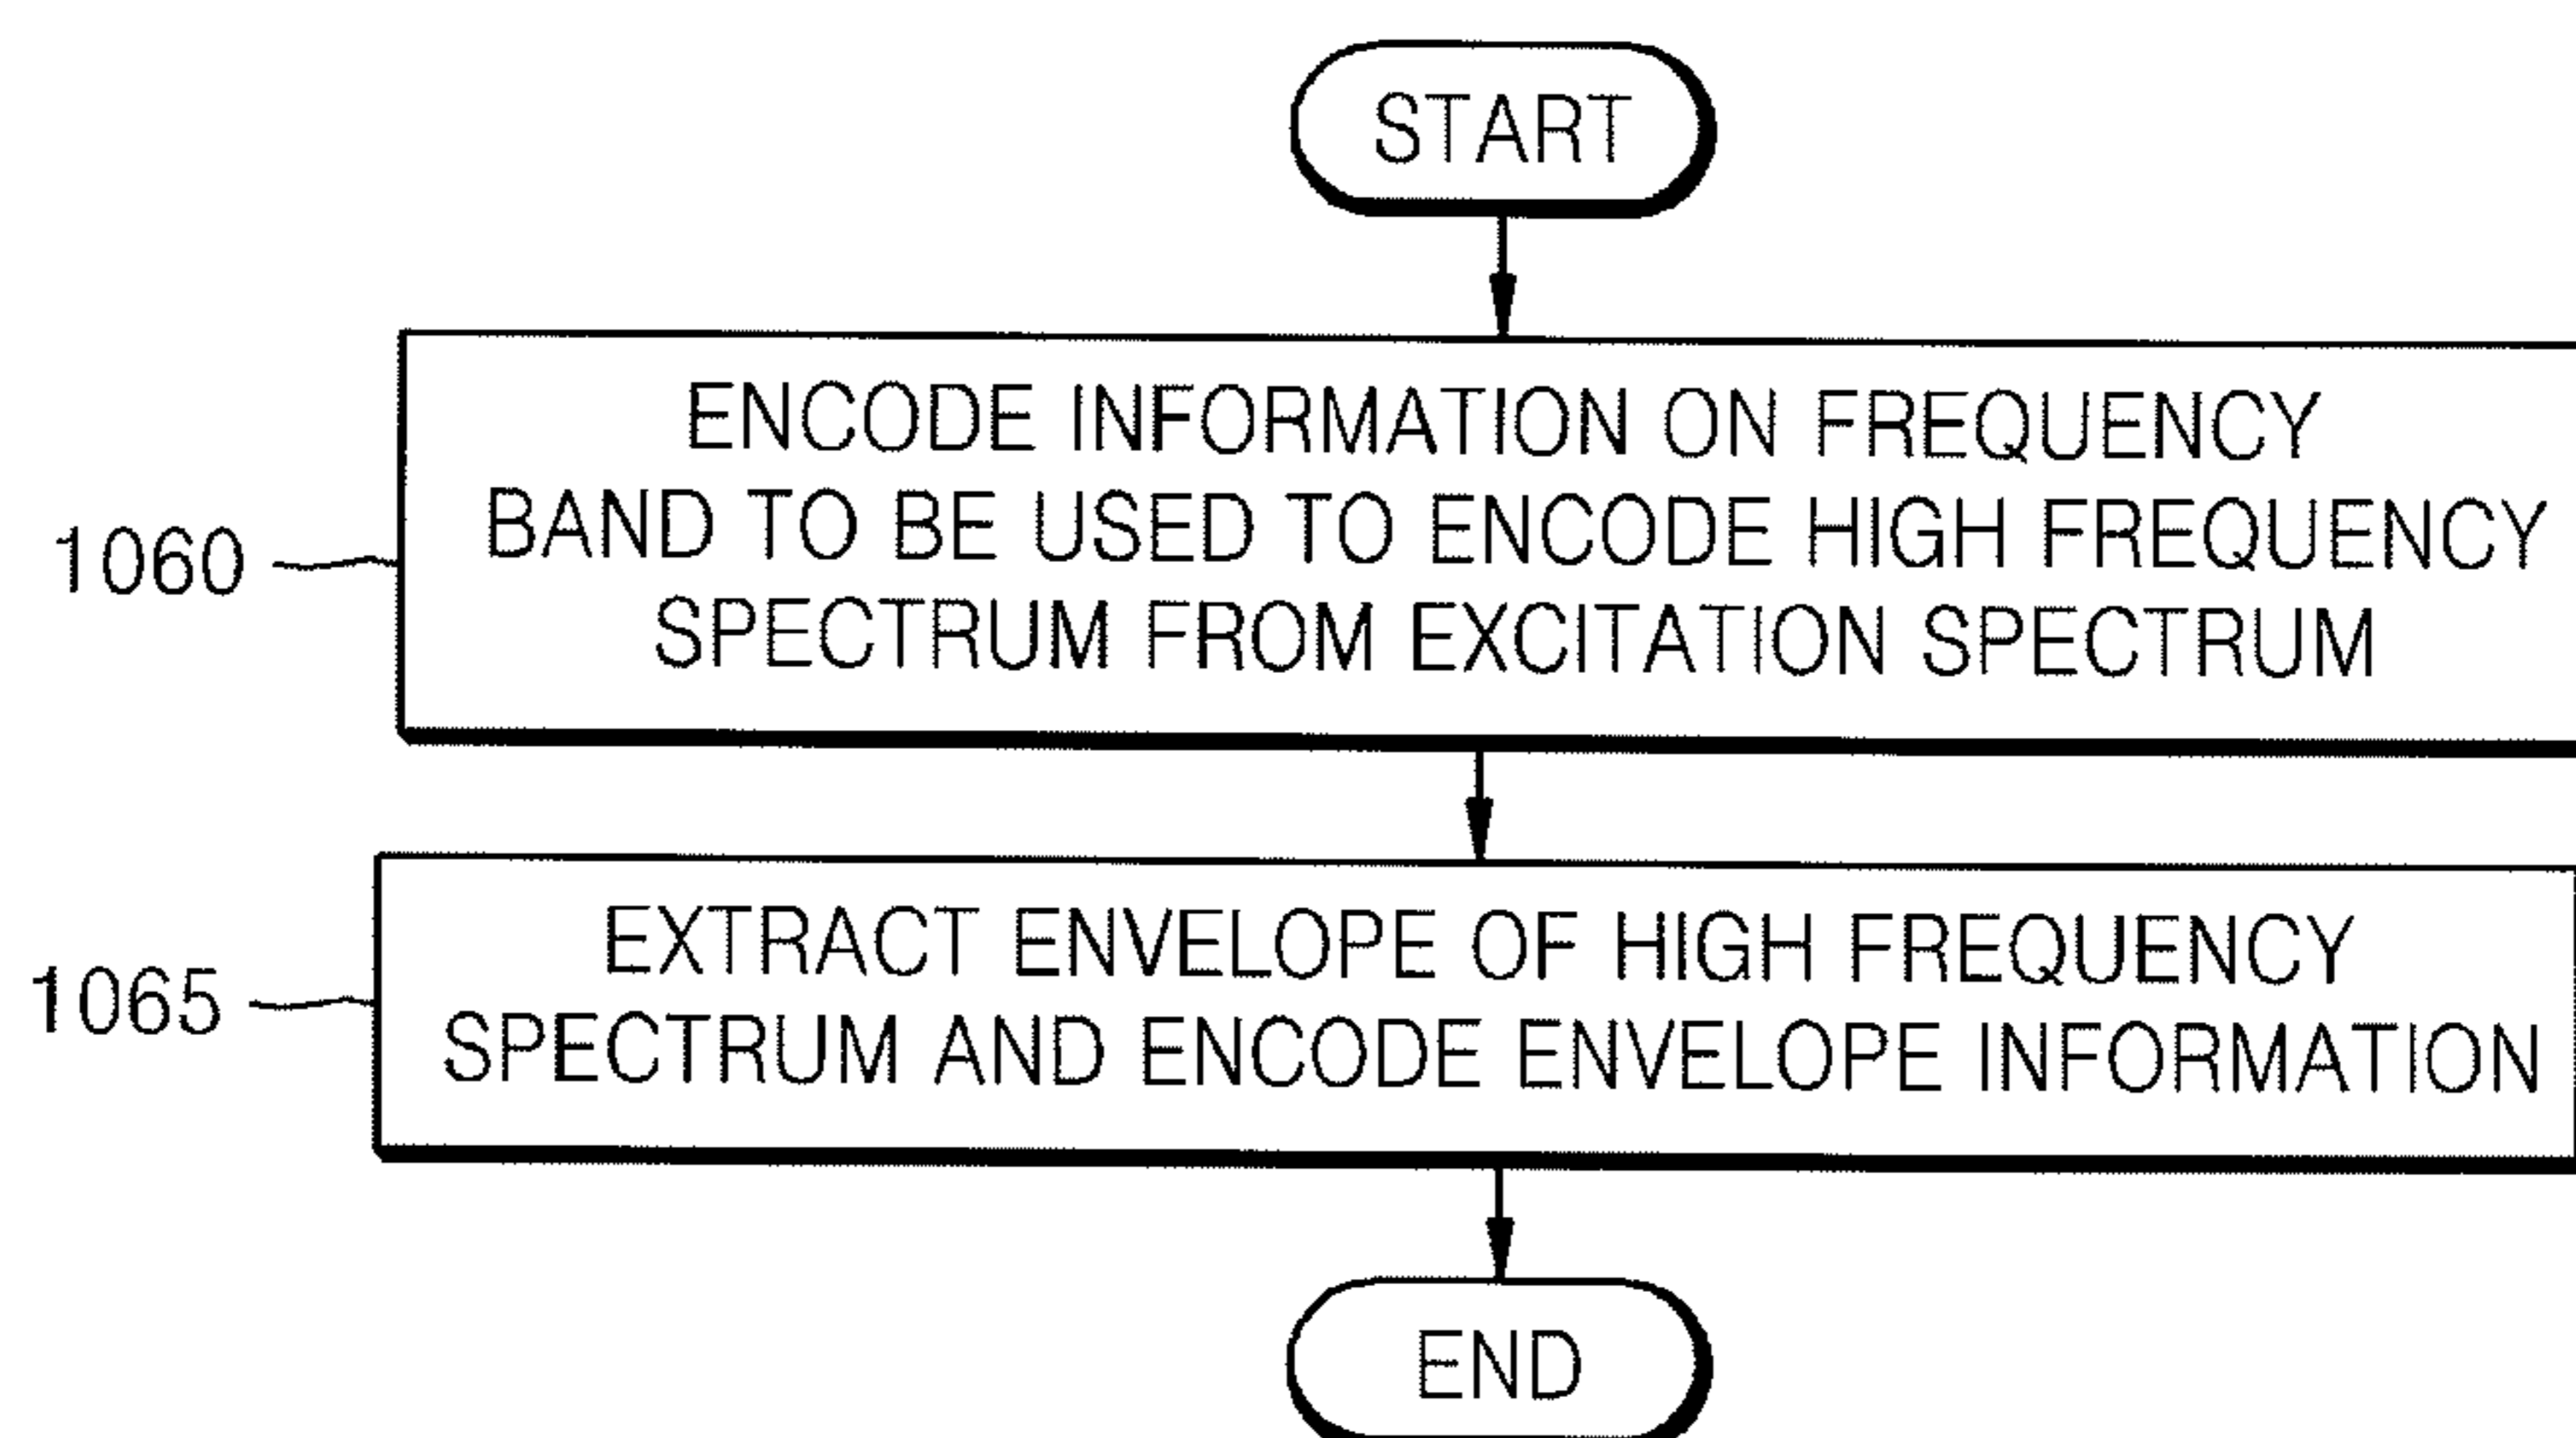 START
ENCODE INFORMATION ON FREQUENCY
BAND TO BE USED TO ENCODE HIGH FREQUENCY
SPECTRUM FROM EXCITATION SPECTRUM
1060
EXTRACT ENVELOPE OF HIGH FREQUENCY
SPECTRUM AND ENCODE ENVELOPE INFORMATION
1065
END